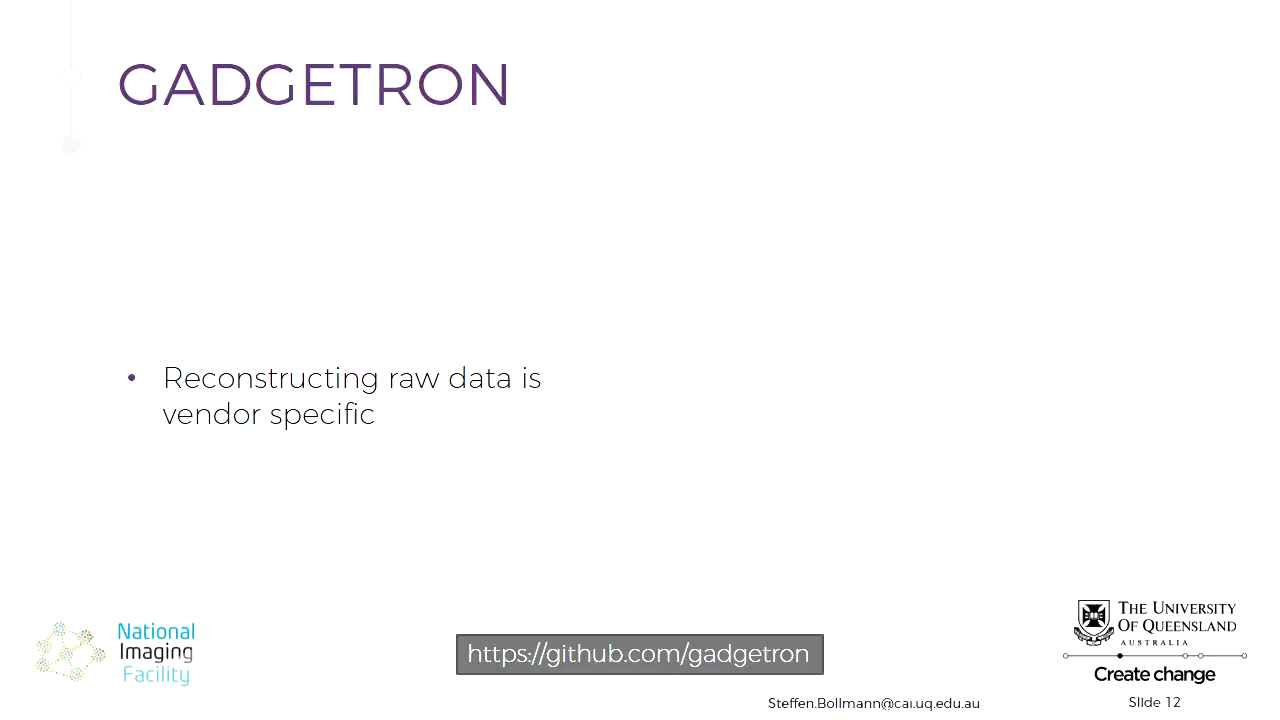 GADGETRON
• Reconstructing raw data is
vendor specific
National
Imaging
Facility
https://github.com/gadgetron
THE UNIVERSITY
OF QUEENSLAND
AUSTRALIA
Create change
Steffen.Bollmann@cai.uq.edu.au
Slide 12